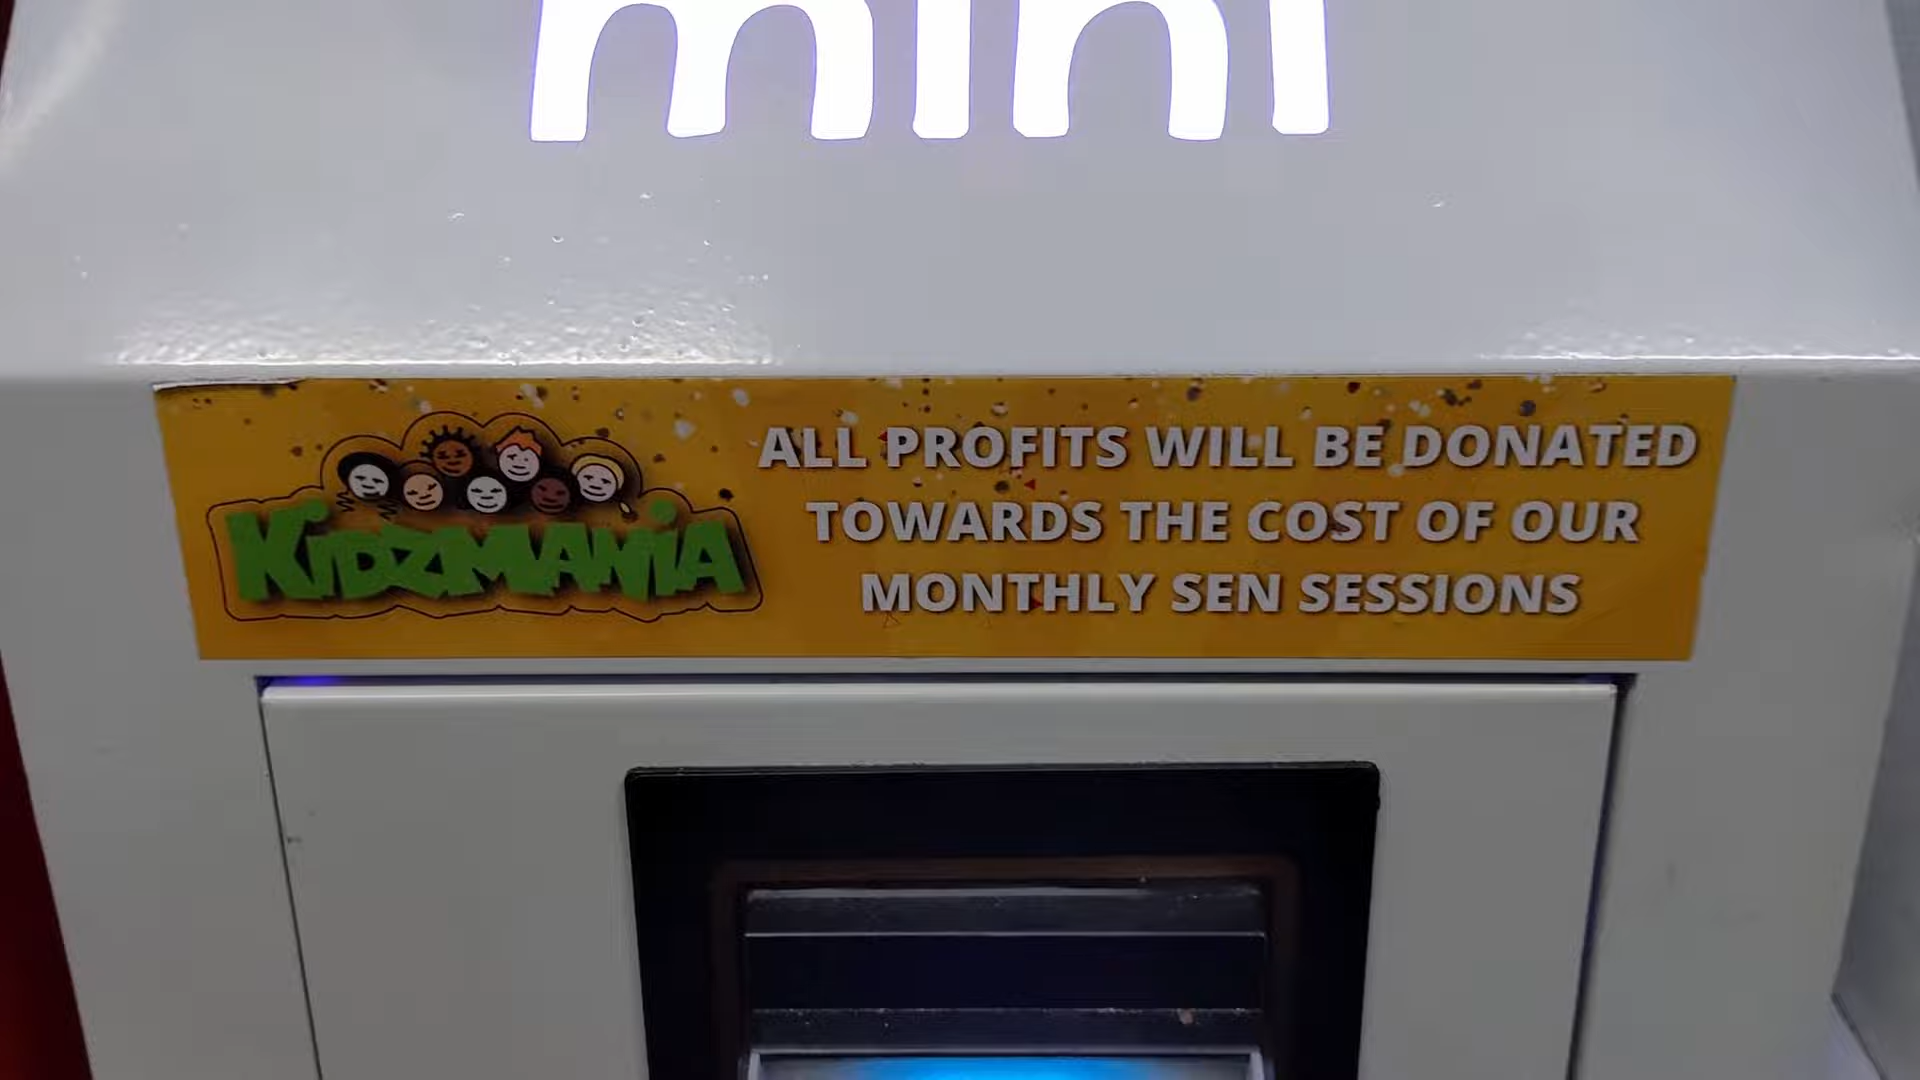 mini
KIDZMANIA
ALL PROFITS WILL BE DONATED
TOWARDS THE COST OF OUR
MONTHLY SEN SESSIONS